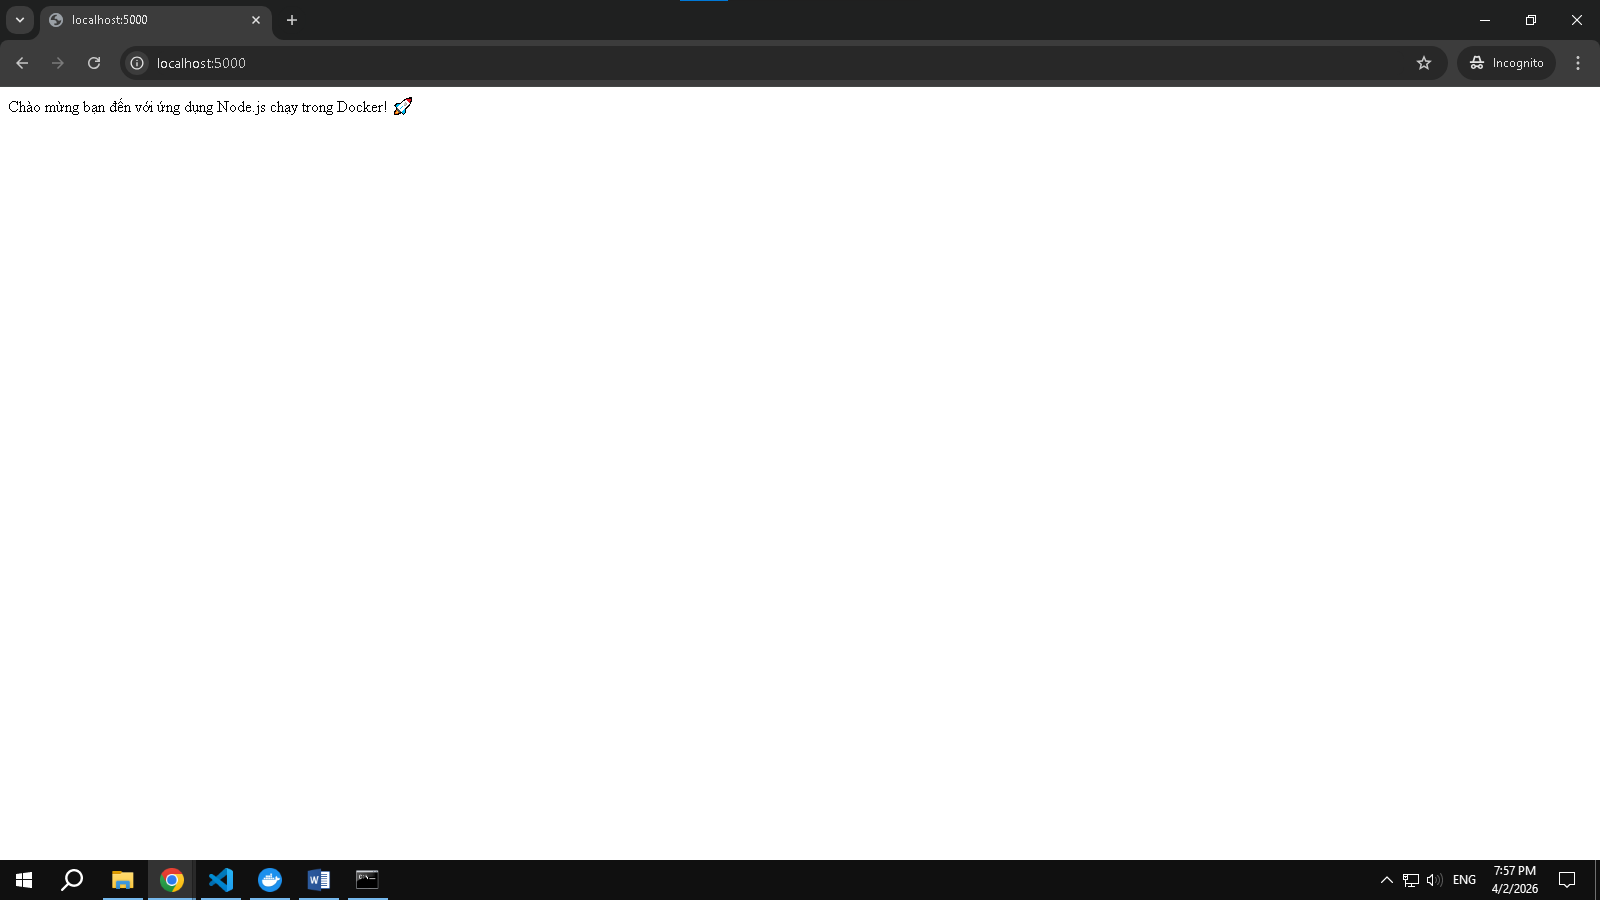 localhost:5000
localhost:5000
Incognito
Chào mừng bạn đến với ứng dụng Node.js chạy trong Docker! 🚀
ENG
7:57 PM
4/2/2026